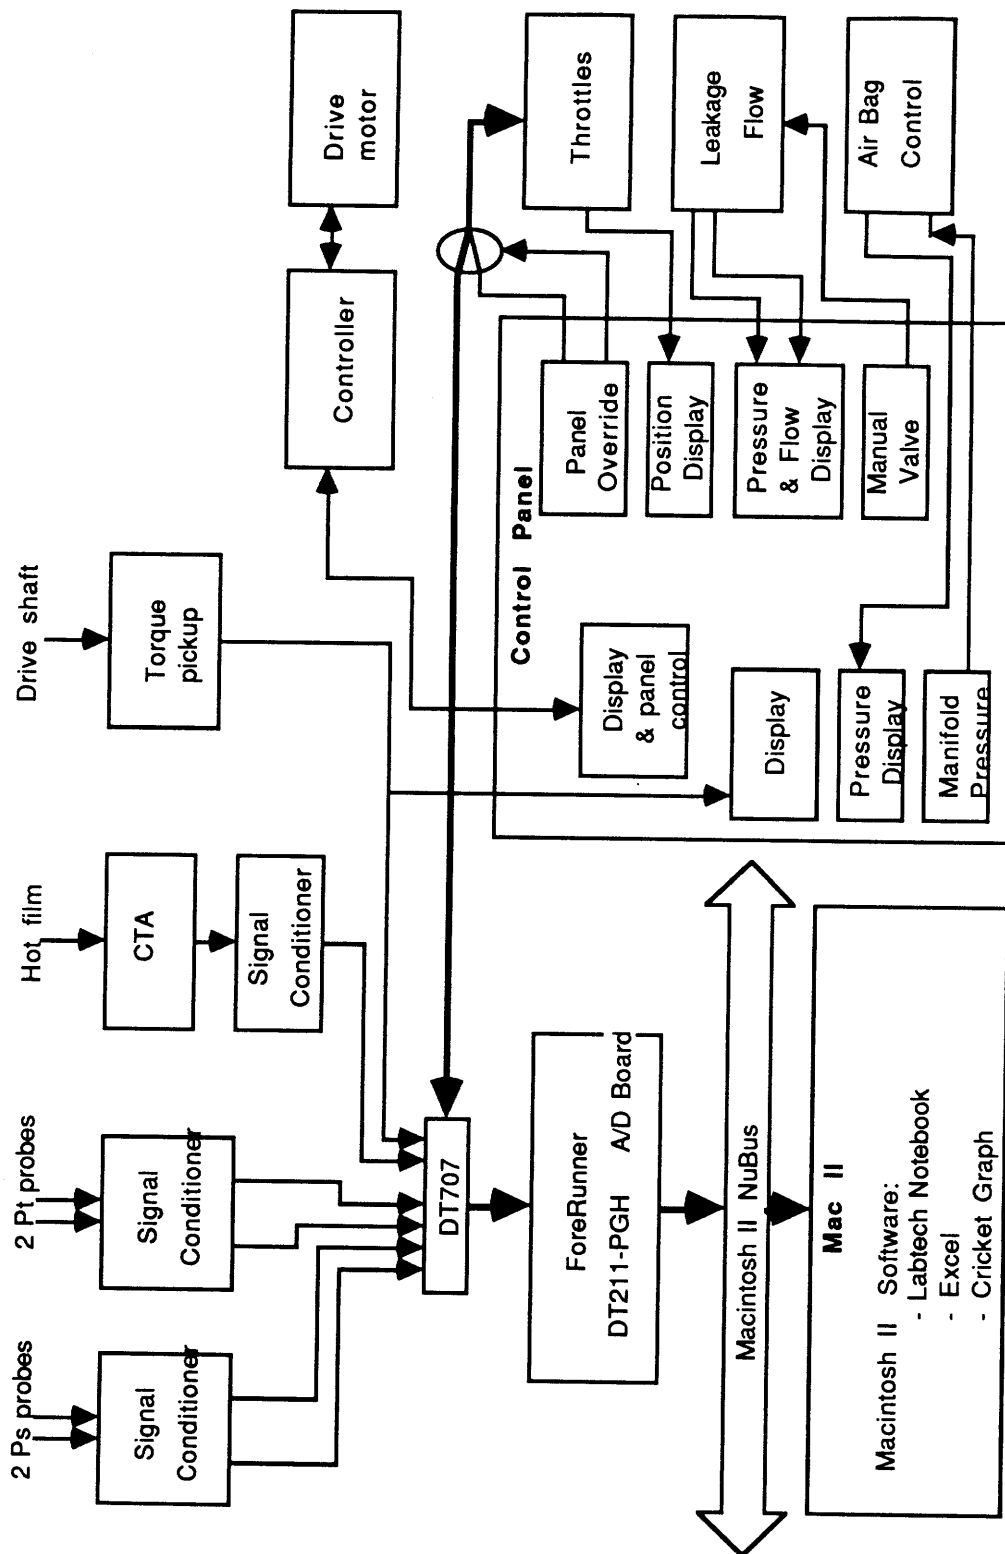 2 Ps probes
2 Pt probes
Hot film
Drive shaft
Signal
Conditioner
Signal
Conditioner
CTA
Signal
Conditioner
Torque
pickup
Controller
Drive
motor
DT707
ForeRunner
DT211-PGH A/D Board
Macintosh II NuBus
Mac II
Macintosh II Software:
- Labtech Notebook
- Excel
- Cricket Graph
Control Panel
Display
& panel
control
Display
Pressure
Display
Manifold
Pressure
Panel
Override
Position
Display
Pressure
& Flow
Display
Manual
Valve
Throttles
Leakage
Flow
Air Bag
Control